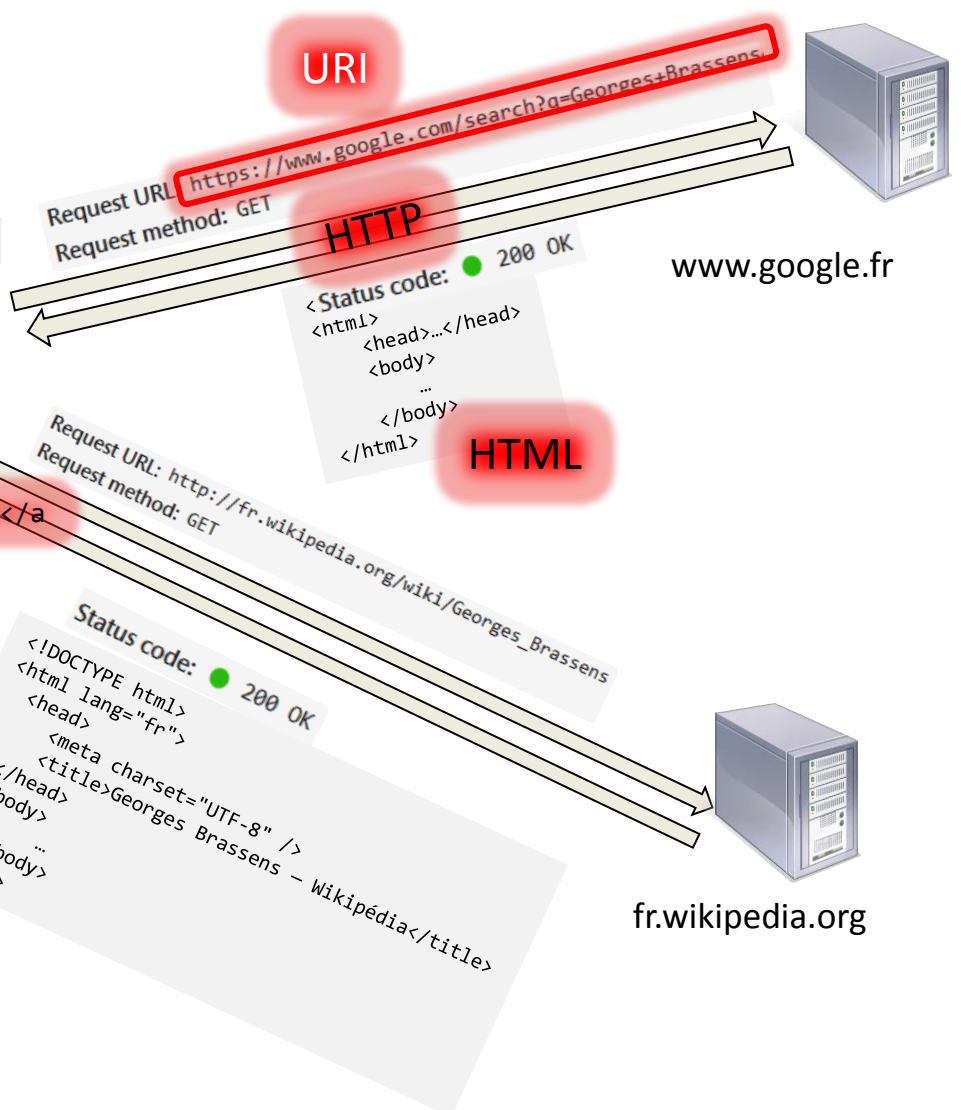 URI
Request URL: https://www.google.com/search?q=Georges+Brassens
Request method: GET
HTTP
www.google.fr
Status code: 200 OK
<
<html>
<head>…</head>
<body>
…
</body>
</html>
HTML
Request URL: http://fr.wikipedia.org/wiki/Georges_Brassens
Request method: GET
</a
Status code: 200 OK
<!DOCTYPE html>
<html lang="fr">
<head>
<meta charset="UTF-8" />
<title>Georges Brassens – Wikipédia</title>
</head>
body>
…
body>
>
fr.wikipedia.org